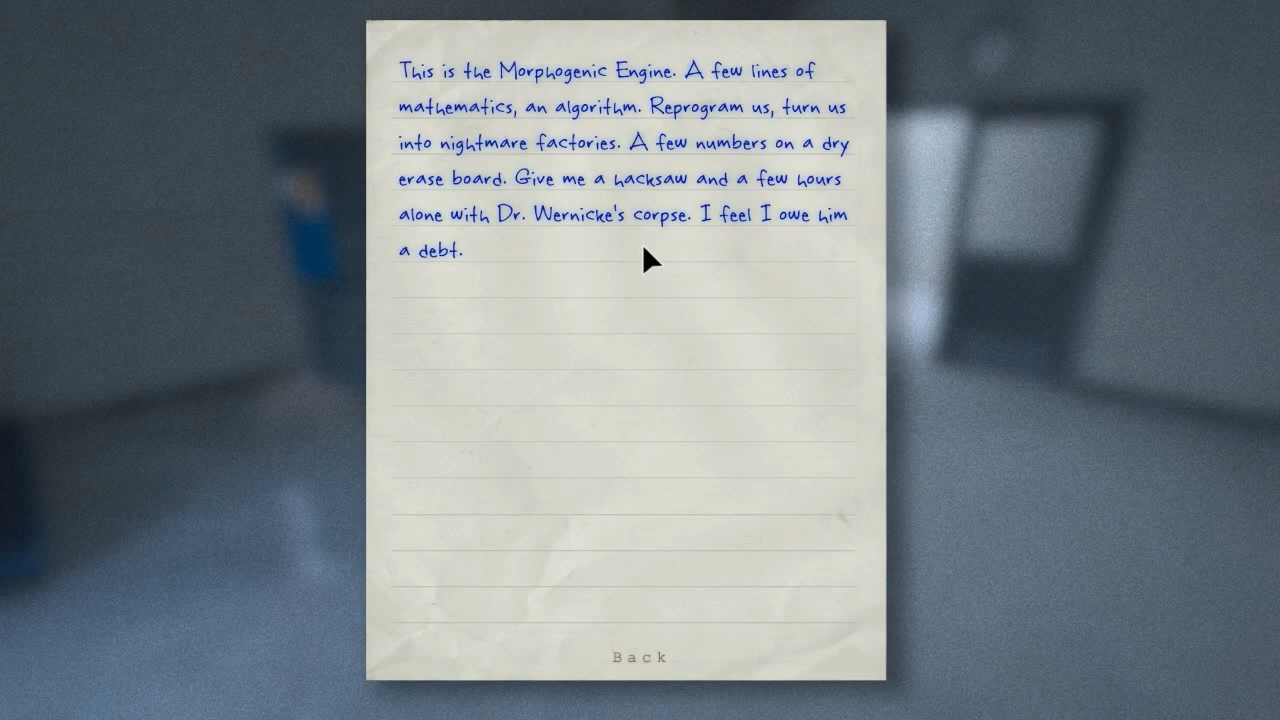 This is the Morphogenic Engine. A few lines of
mathematics, an algorithm. Reprogram us, turn us
into nightmare factories. A few numbers on a dry
erase board. Give me a hacksaw and a few hours
alone with Dr. Wernicke's corpse. I feel I owe him
a debt.
Back